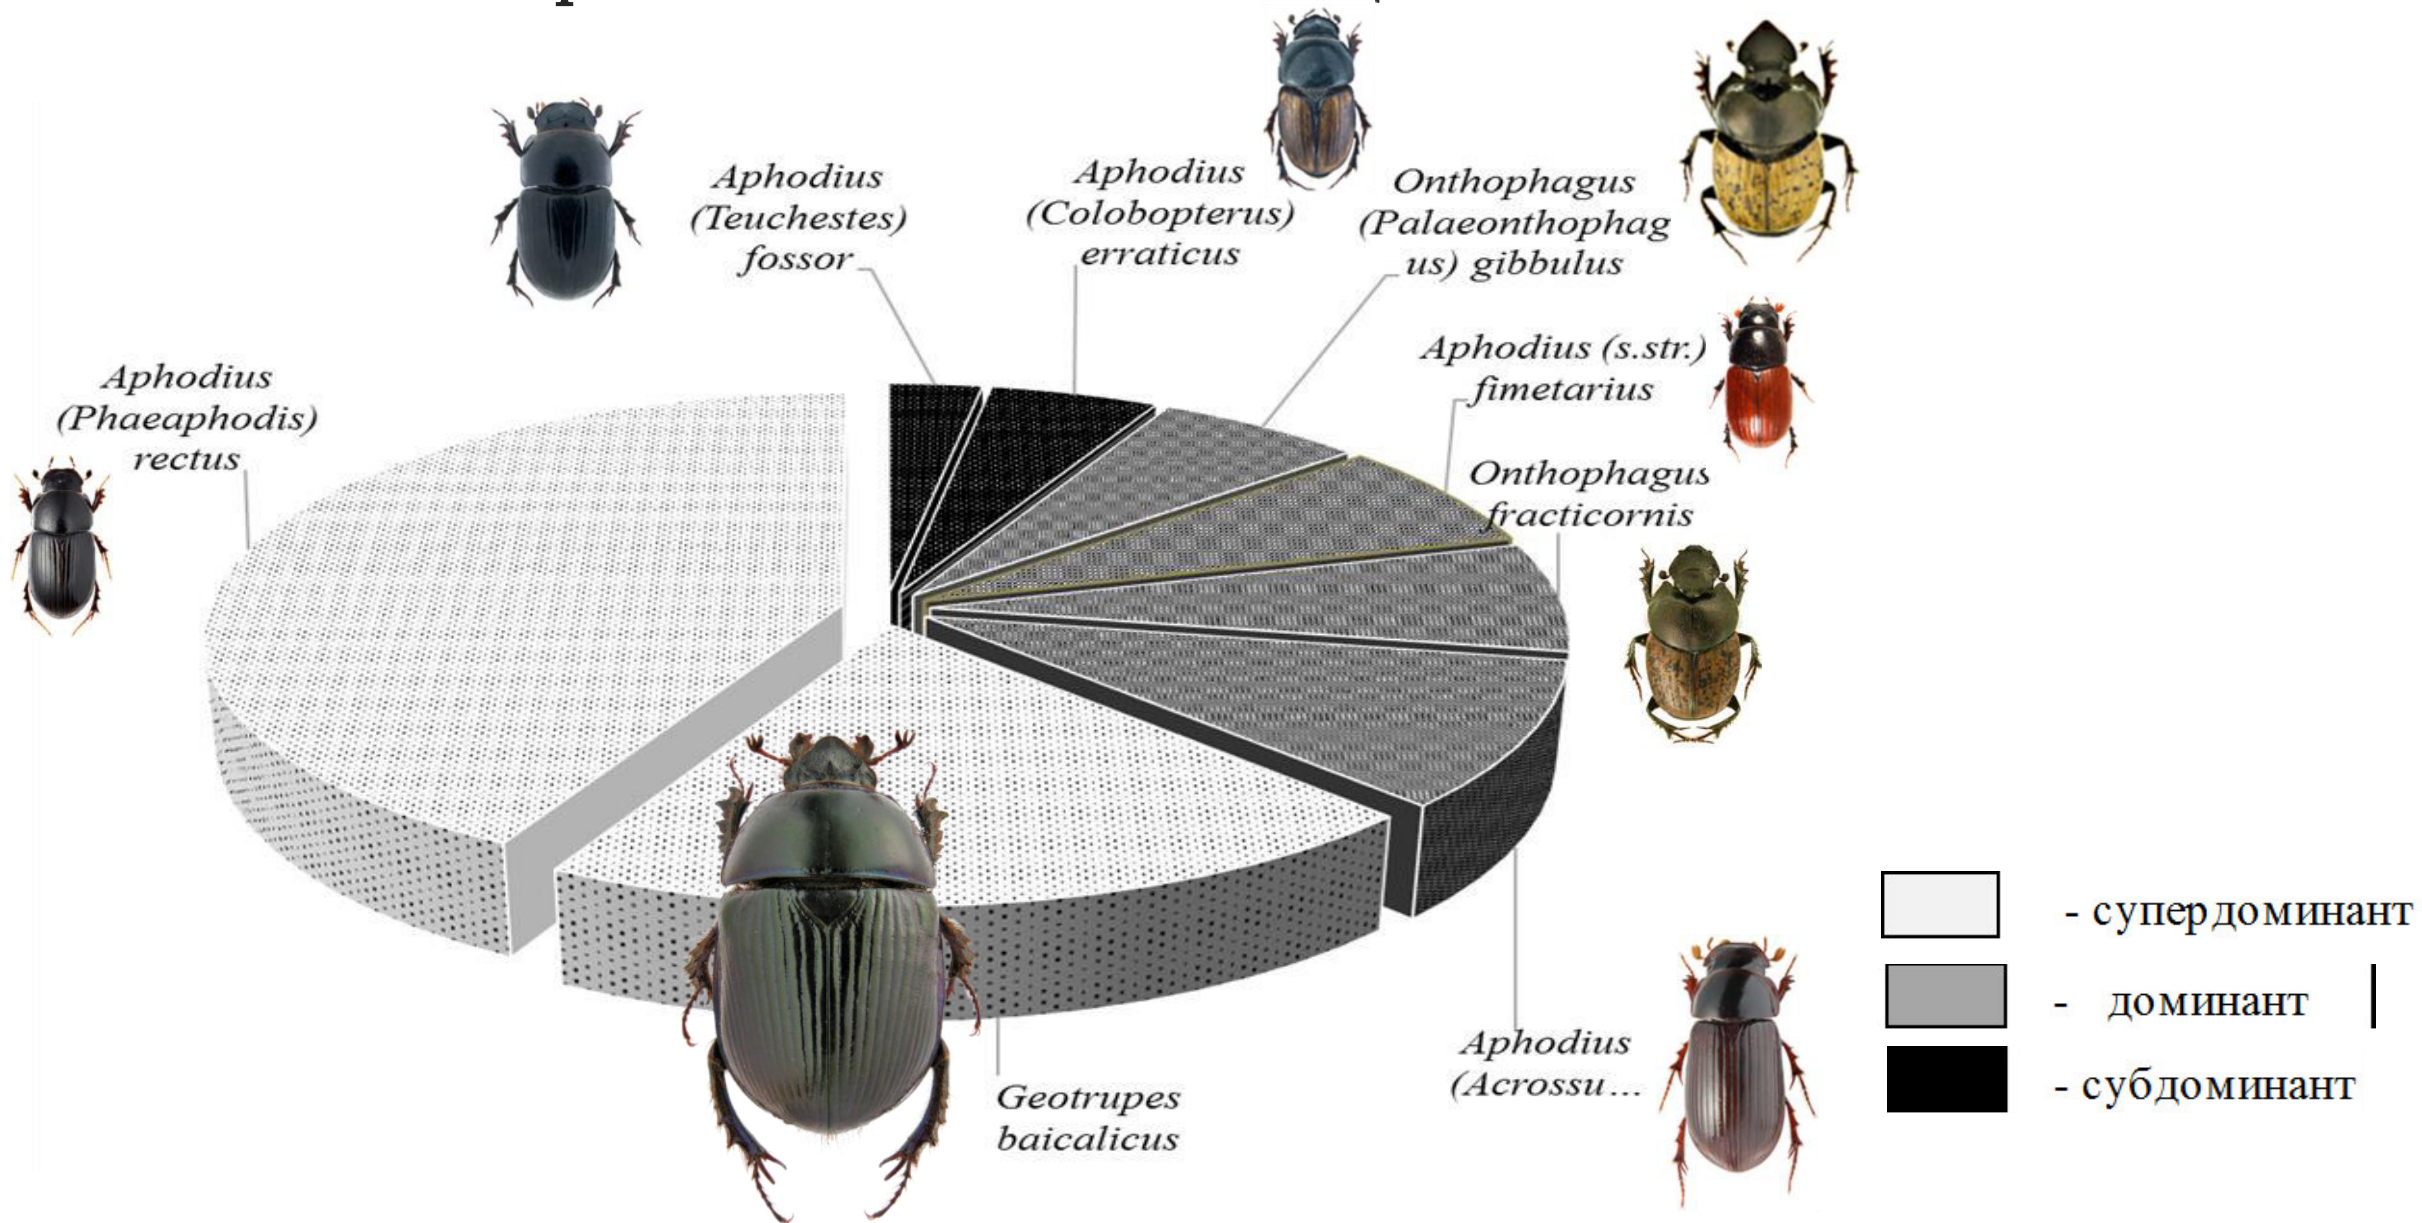 Aphodius
(Teuchestes)
fossor
Aphodius
(Colobopterus)
erraticus
Onthophagus
(Palaeonthophag
us) gibbulus
Aphodius (s.str.)
fimetarius
Aphodius
(Phaeaphodis)
rectus
Onthophagus
fracticornis
Aphodius
(Acrossu...
Geotrupes
baicalicus
- супердоминант
- доминант
- субдоминант